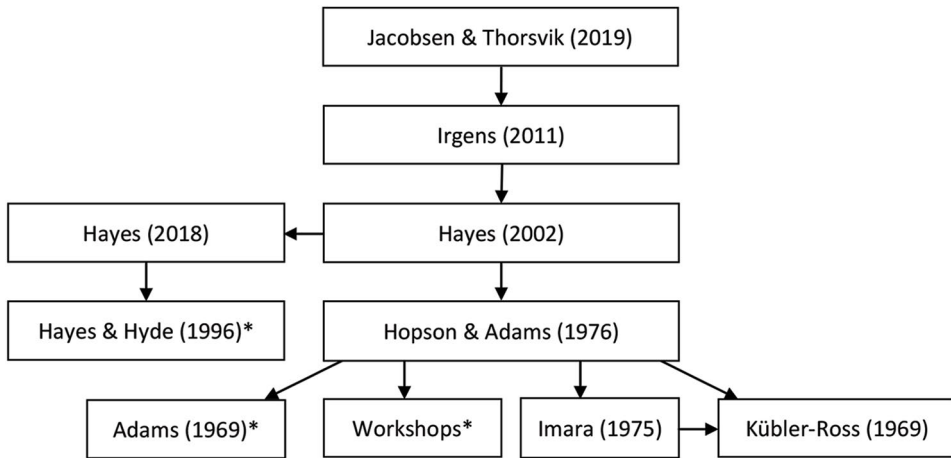 Jacobsen & Thorsvik (2019)
Irgens (2011)
Hayes (2018)
Hayes (2002)
Hayes & Hyde (1996)*
Hopson & Adams (1976)
Adams (1969)*
Workshops*
Imara (1975)
Kübler-Ross (1969)